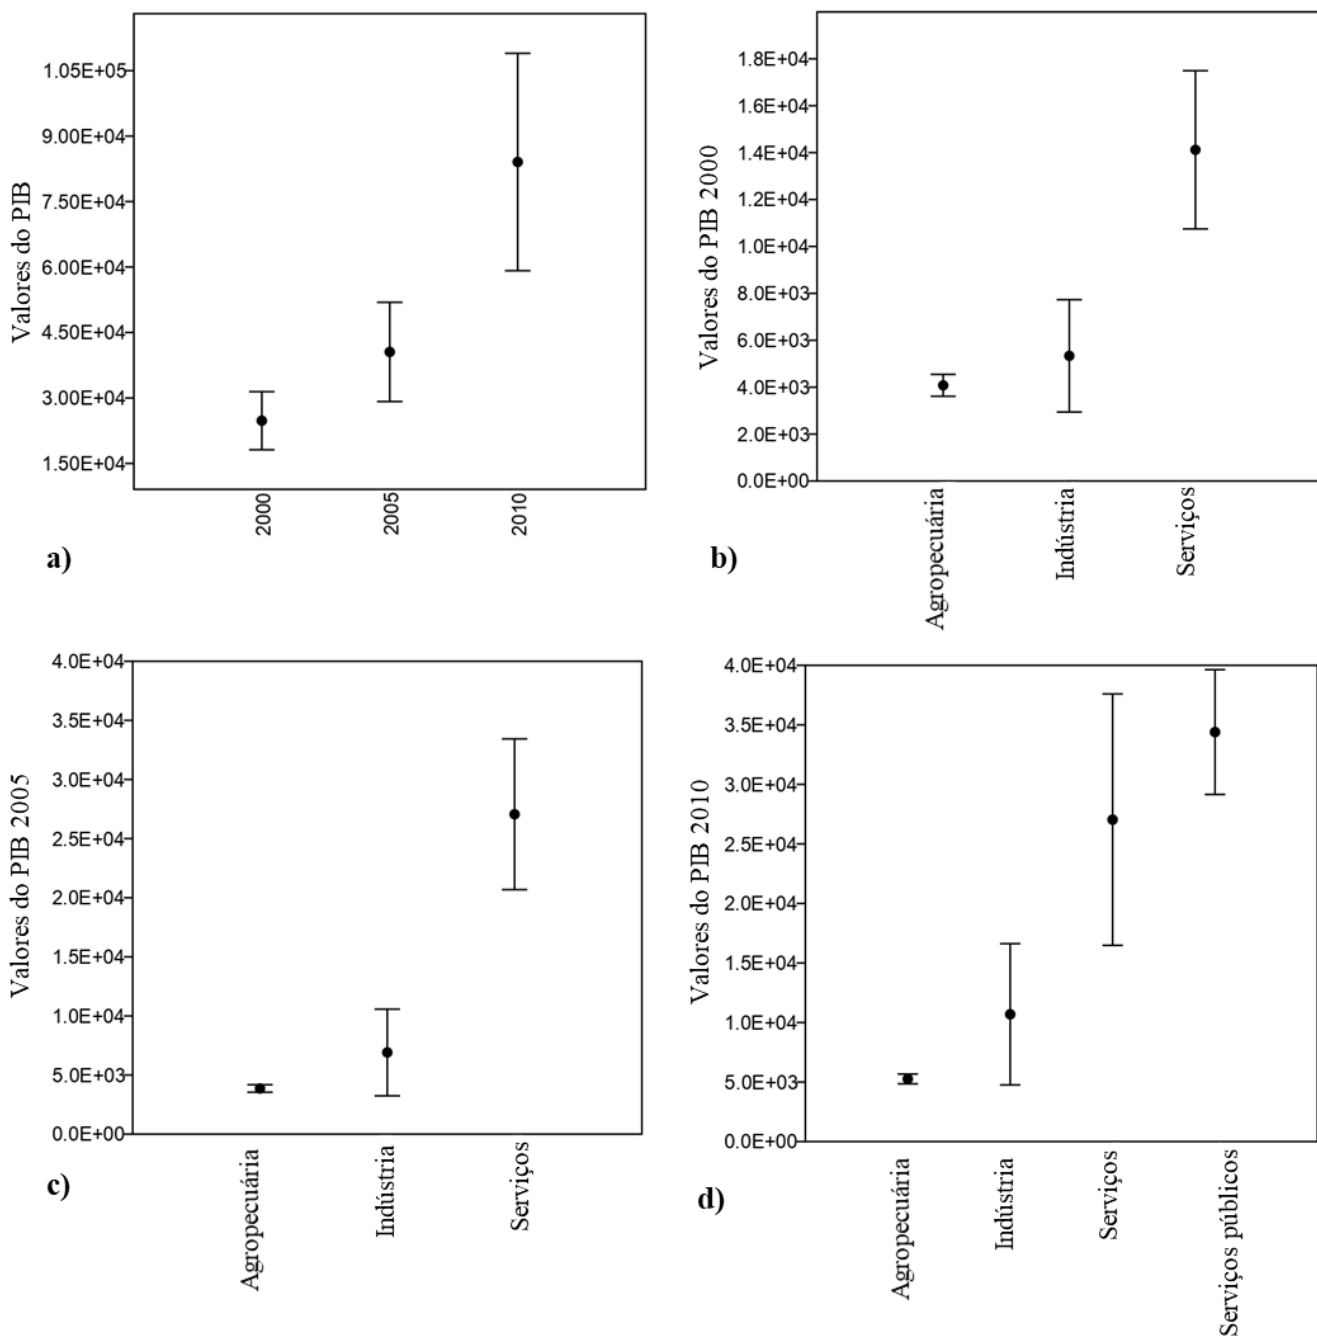 Valores do PIB
1.05E+05
9.00E+04
7.50E+04
6.00E+04
4.50E+04
3.00E+04
1.50E+04
2000
2005
2010
a)
Valores do PIB 2000
1.8E+04
1.6E+04
1.4E+04
1.2E+04
1.0E+04
8.0E+03
6.0E+03
4.0E+03
2.0E+03
0.0E+00
Agropecuária
Indústria
Serviços
b)
Valores do PIB 2005
4.0E+04
3.5E+04
3.0E+04
2.5E+04
2.0E+04
1.5E+04
1.0E+04
5.0E+03
0.0E+00
Agropecuária
Indústria
Serviços
c)
Valores do PIB 2010
4.0E+04
3.5E+04
3.0E+04
2.5E+04
2.0E+04
1.5E+04
1.0E+04
5.0E+03
0.0E+00
Agropecuária
Indústria
Serviços
Serviços públicos
d)